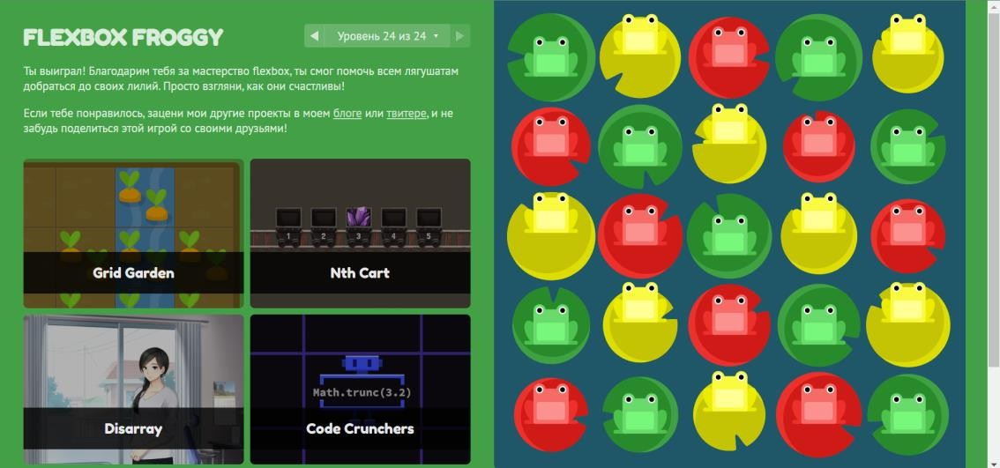 FLEXBOX FROGGY
Уровень 24 из 24
Ты выиграл! Благодарим тебя за мастерство flexbox, ты смог помочь всем лягушатам
добраться до своих лилий. Просто взгляни, как они счастливы!
Если тебе понравилось, зацени мои другие проекты в моем блоге или твитере, и не
забудь поделиться этой игрой со своими друзьями!
Grid Garden
1 2 3 4 5
Nth Cart
Disarray
Math.trunc(3.2)
Code Crunchers